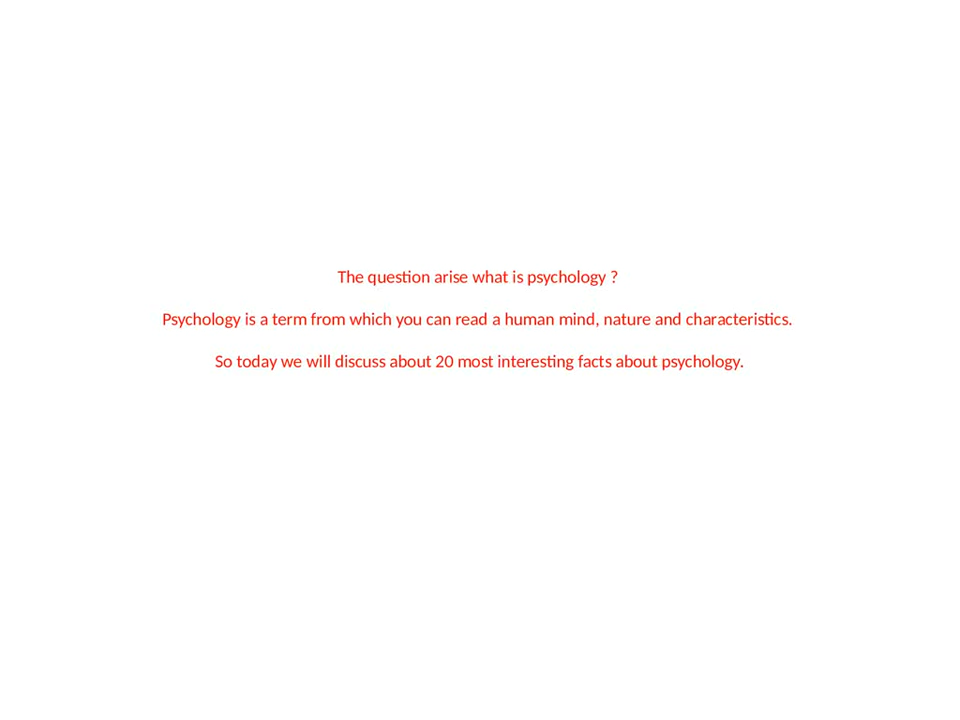 The question arise what is psychology ?
Psychology is a term from which you can read a human mind, nature and characteristics.
So today we will discuss about 20 most interesting facts about psychology.